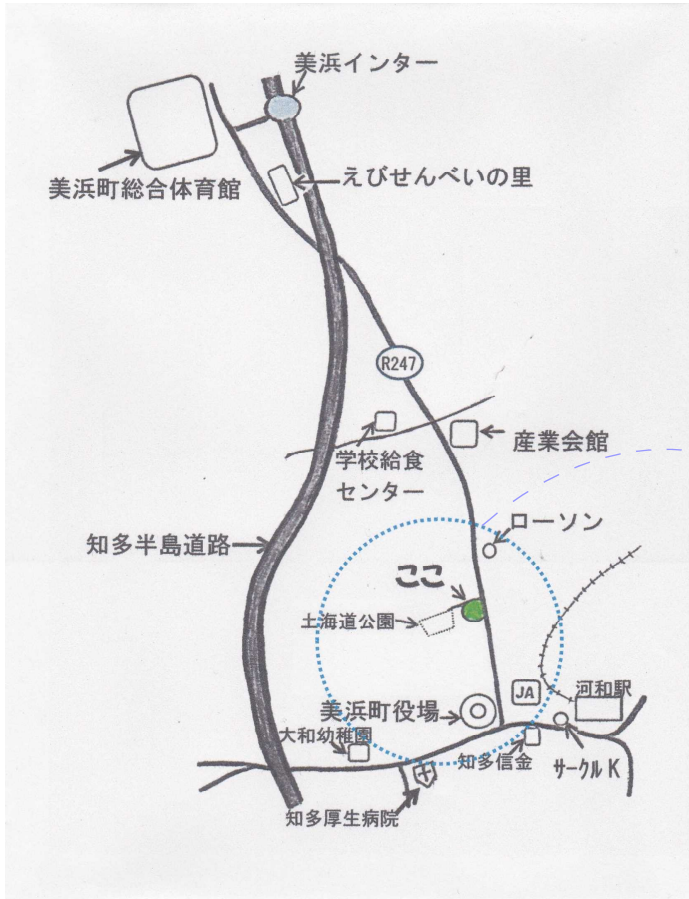 美浜インター
美浜町総合体育館
えびせんべいの里
R247
産業会館
学校給食
センター
ローソン
知多半島道路
ここ
土海道公園
JA
河和駅
美浜町役場
大和幼稚園
知多信金
サークルK
知多厚生病院